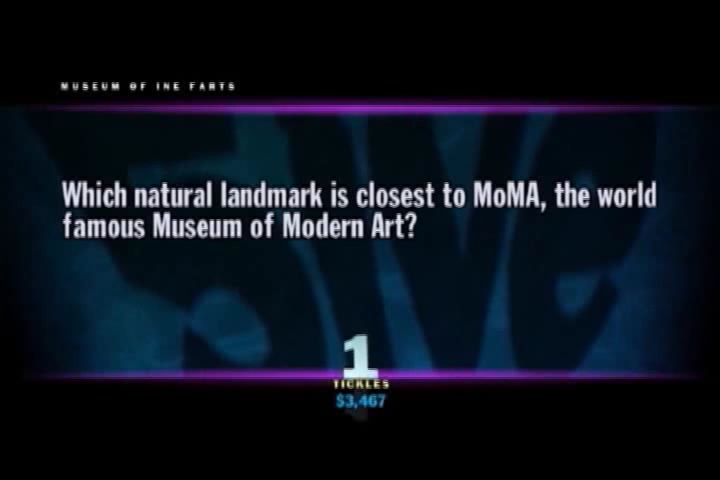 MUSEUM OF INE FARTS
Which natural landmark is closest to MoMA, the world
famous Museum of Modern Art?
5ive
1
TICKLES
$3,467